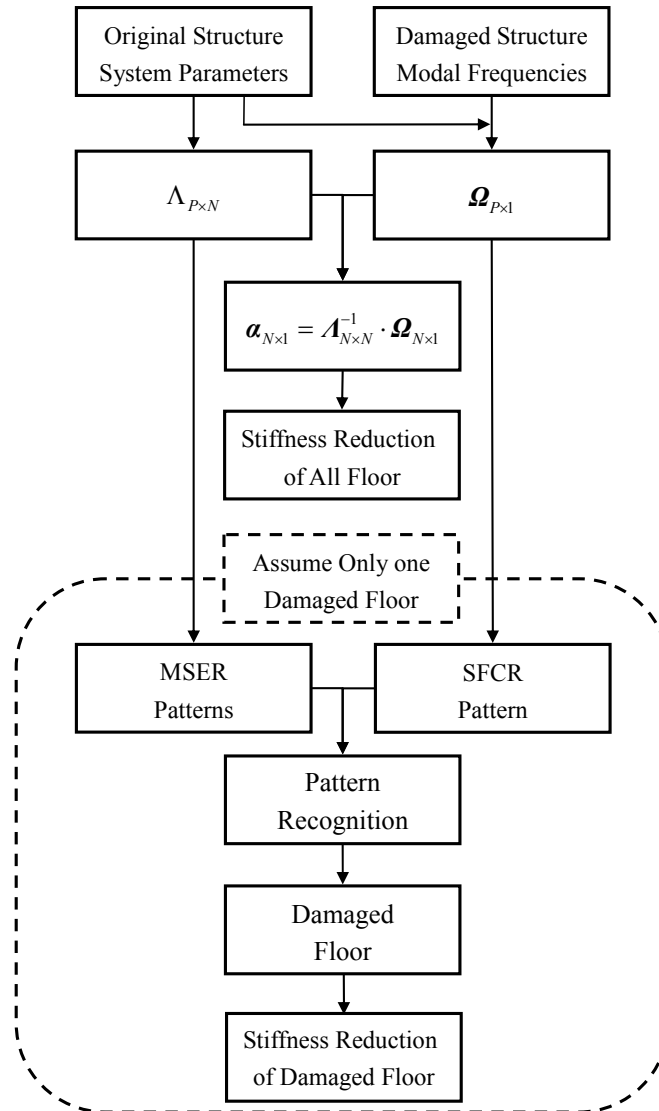 Original Structure
System Parameters
Damaged Structure
Modal Frequencies
Λ_{P×N}
Ω_{P×1}
α_{N×1} = Λ^{-1}_{N×N} · Ω_{N×1}
Stiffness Reduction
of All Floor
Assume Only one
Damaged Floor
MSER
Patterns
SFCR
Pattern
Pattern
Recognition
Damaged
Floor
Stiffness Reduction
of Damaged Floor